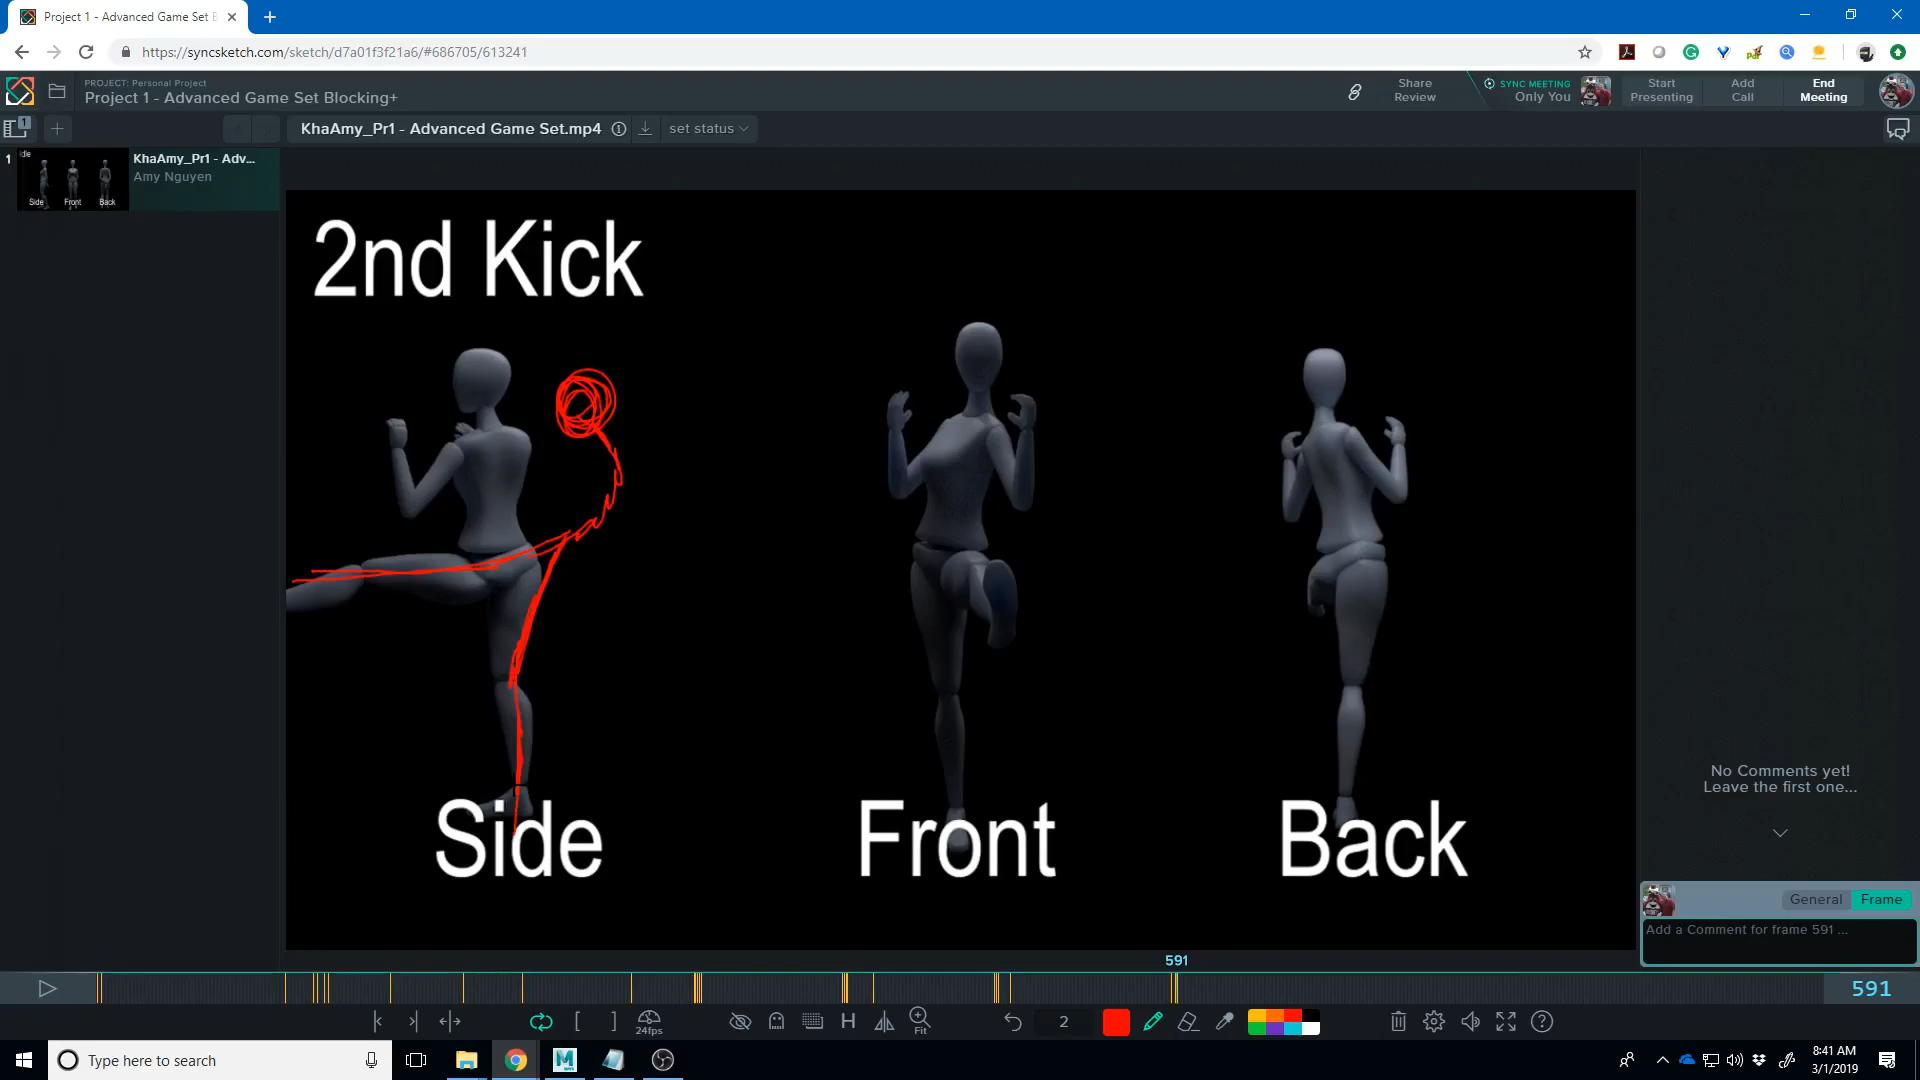 Project 1 - Advanced Game Set B
https://syncsketch.com/sketch/d7a01f3f21a6/#686705/613241
PROJECT: Personal Project
Project 1 - Advanced Game Set Blocking+
Share
Review
SYNC MEETING
Only You
Start
Presenting
Add
Call
End
Meeting
1
KhaAmy_Pr1 - Advanced Game Set.mp4
set status
1
Idle
Side Front Back
KhaAmy_Pr1 - Adv...
Amy Nguyen
2nd Kick
Side Front Back
No Comments yet!
Leave the first one...
General Frame
Add a Comment for frame 591 ...
591
591
24fps
H
Fit
2
Type here to search
8:41 AM
3/1/2019